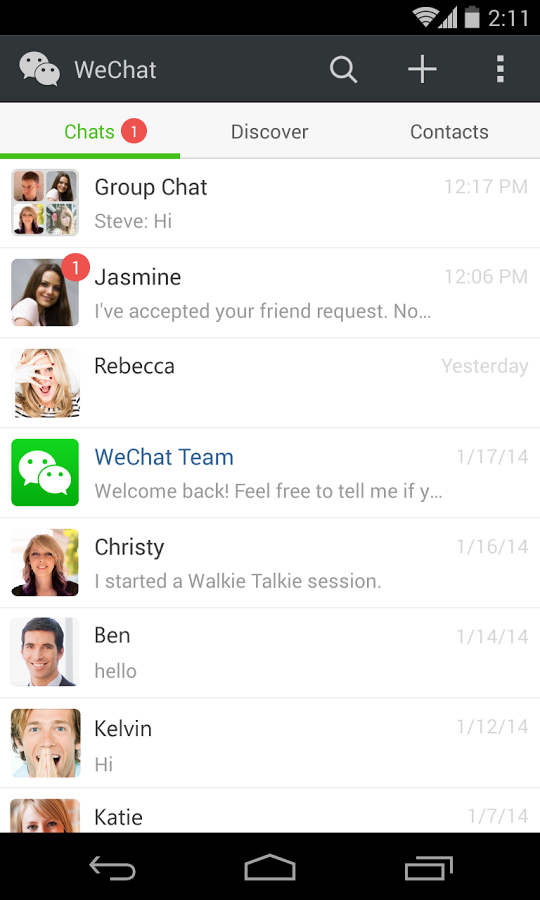 2:11
WeChat
Chats 1 Discover Contacts
Group Chat 12:17 PM
Steve: Hi
1
Jasmine 12:06 PM
I've accepted your friend request. No...
Rebecca Yesterday
WeChat Team 1/17/14
Welcome back! Feel free to tell me if y...
Christy 1/16/14
I started a Walkie Talkie session.
Ben 1/14/14
hello
Kelvin 1/12/14
Hi
Katie 1/7/14